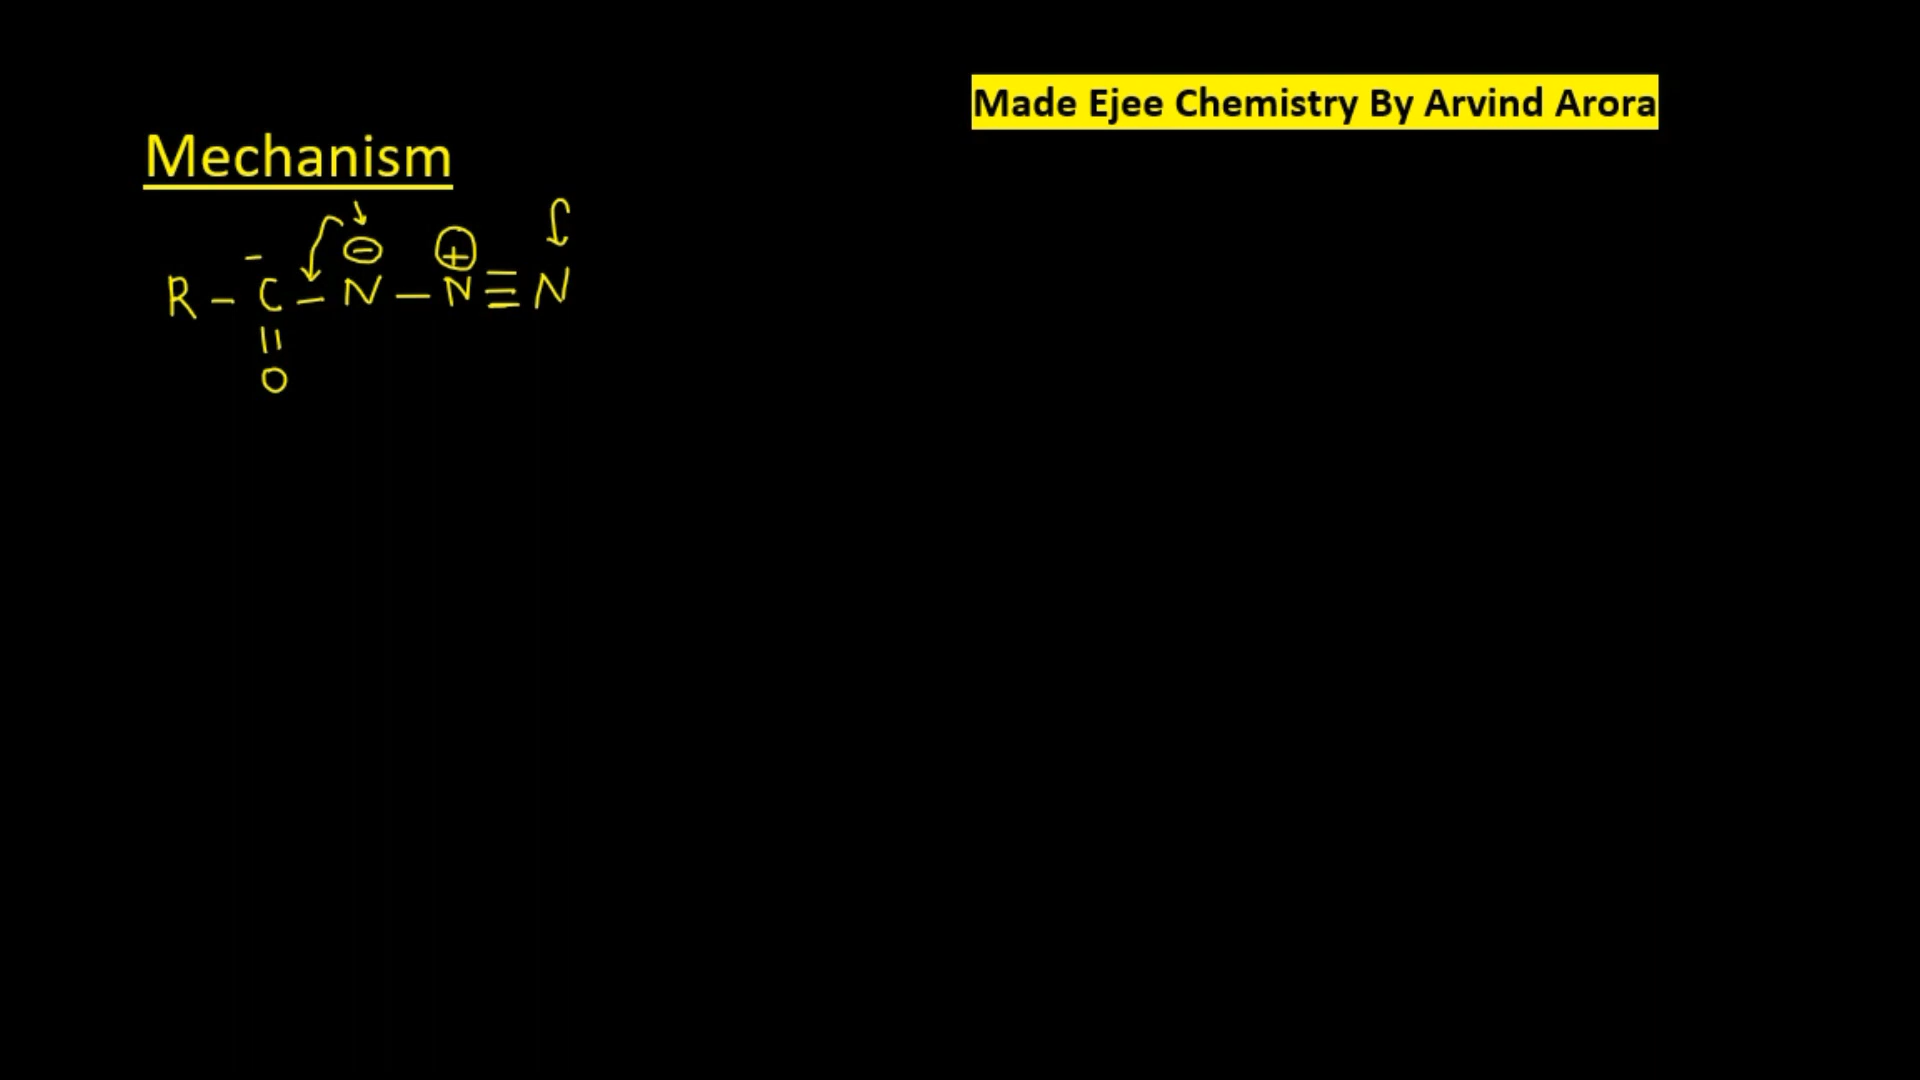 Made Ejee Chemistry By Arvind Arora
Mechanism
⊖ ⊕
R - C - N - N ≡ N
||
O